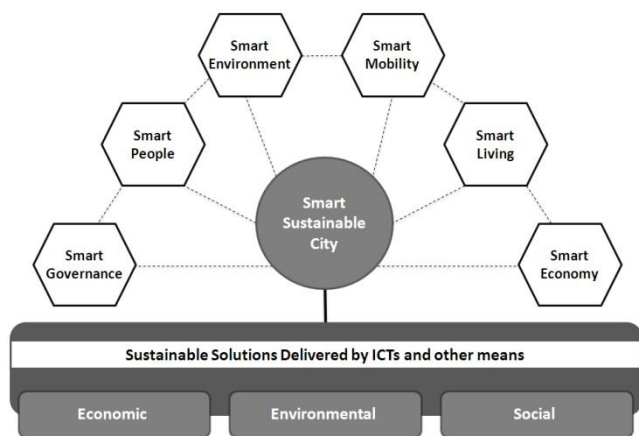 Smart
Environment
Smart
Mobility
Smart
People
Smart
Living
Smart
Sustainable
City
Smart
Governance
Smart
Economy
Sustainable Solutions Delivered by ICTs and other means
Economic
Environmental
Social